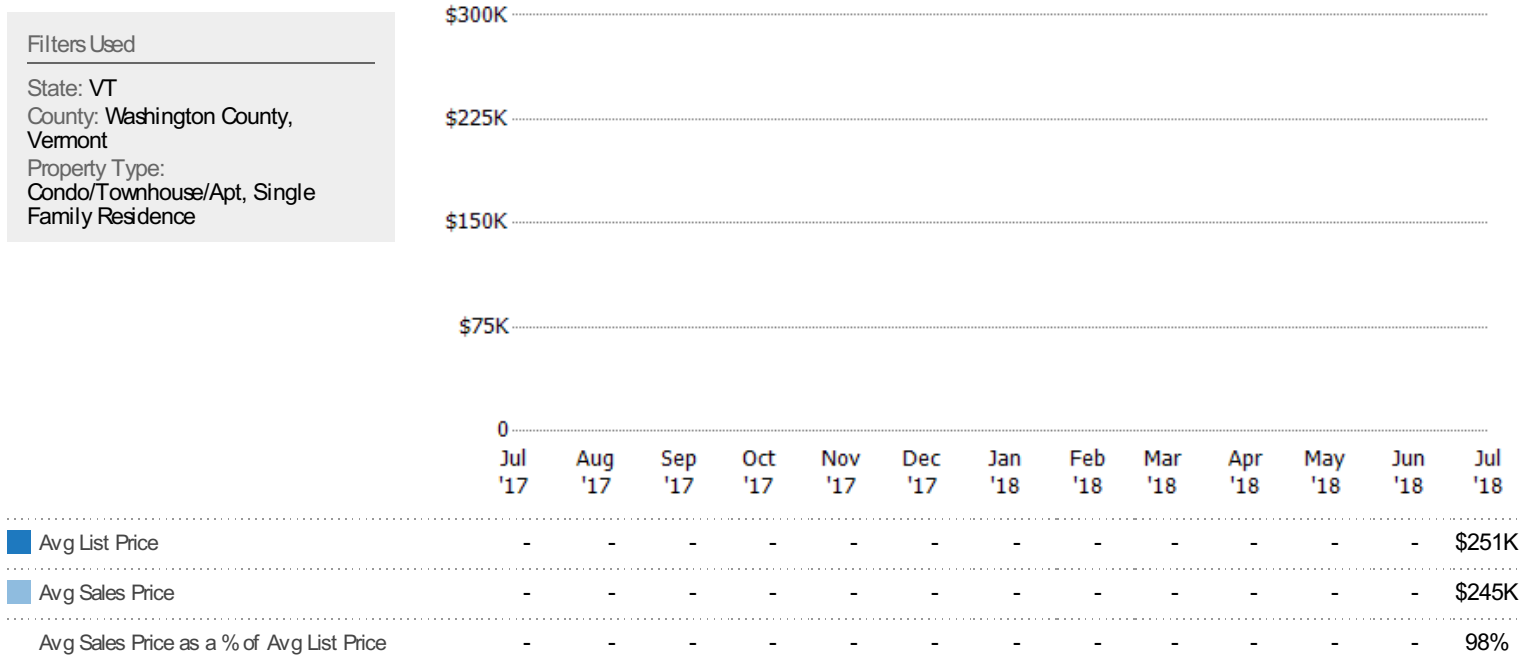 Filters Used
State: VT
County: Washington County,
Vermont
Property Type:
Condo/Townhouse/Apt, Single
Family Residence
$300K
$225K
$150K
$75K
0
Jul Aug Sep Oct Nov Dec Jan Feb Mar Apr May Jun Jul
'17 '17 '17 '17 '17 '17 '18 '18 '18 '18 '18 '18 '18
Avg List Price - - - - - - - - - - - - $251K
Avg Sales Price - - - - - - - - - - - - $245K
Avg Sales Price as a % of Avg List Price - - - - - - - - - - - - 98%